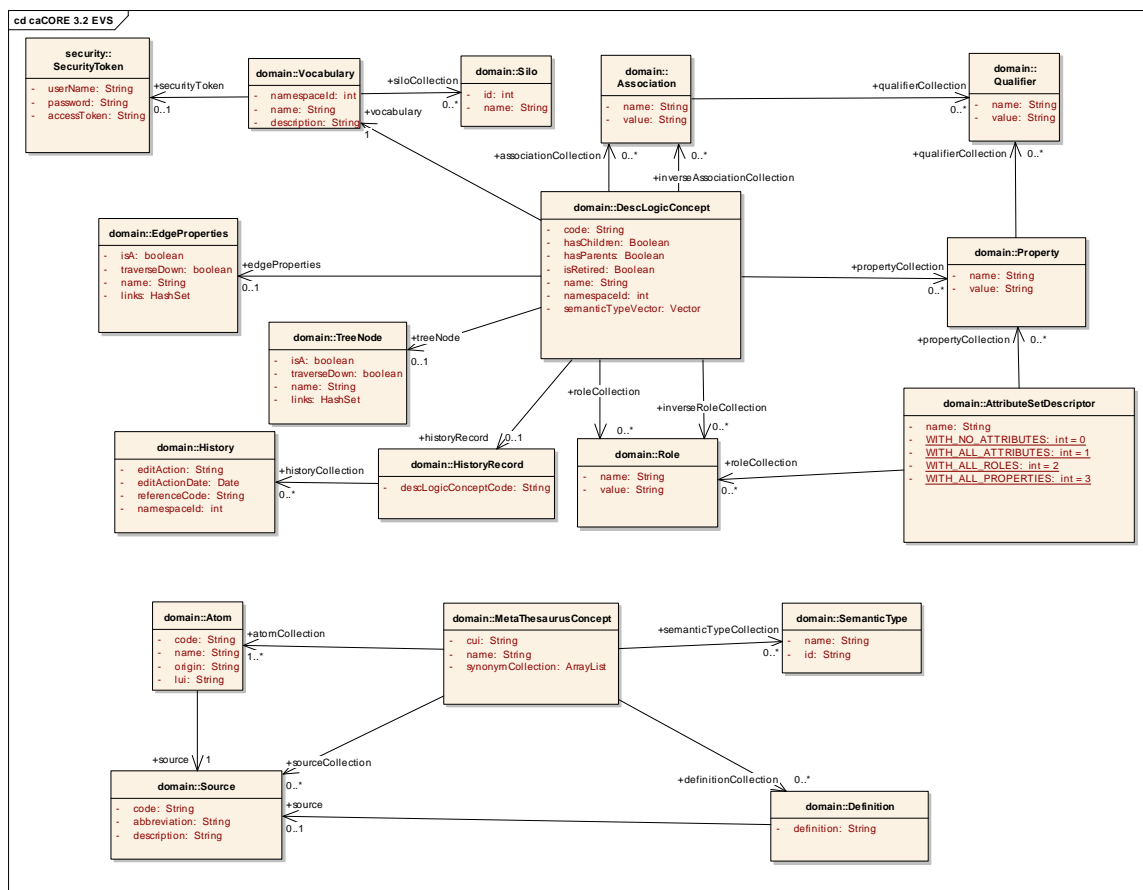 cd caCORE 3.2 EVS
security::
SecurityToken
- userName: String
- password: String
- accessToken: String
+securityToken
0..1
domain::Vocabulary
- namespaceId: int
- name: String
- description: String
+siloCollection
0..*
+vocabulary
1
domain::Silo
- id: int
- name: String
domain::
Association
- name: String
- value: String
+qualifierCollection
0..*
domain::
Qualifier
- name: String
- value: String
+associationCollection
0..*
0..*
+inverseAssociationCollection
+qualifierCollection
0..*
domain::DescLogicConcept
- code: String
- hasChildren: Boolean
- hasParents: Boolean
- isRetired: Boolean
- name: String
- namespaceId: int
- semanticTypeVector: Vector
domain::EdgeProperties
- isA: boolean
- traverseDown: boolean
- name: String
- links: HashSet
+edgeProperties
0..1
+propertyCollection
0..*
domain::Property
- name: String
- value: String
domain::TreeNode
- isA: boolean
- traverseDown: boolean
- name: String
- links: HashSet
+treeNode
0..1
+propertyCollection
0..*
+roleCollection
0..*
+inverseRoleCollection
0..*
domain::AttributeSetDescriptor
- name: String
- WITH_NO_ATTRIBUTES: int = 0
- WITH_ALL_ATTRIBUTES: int = 1
- WITH_ALL_ROLES: int = 2
- WITH_ALL_PROPERTIES: int = 3
domain::History
- editAction: String
- editActionDate: Date
- referenceCode: String
- namespaceId: int
+historyCollection
0..*
+historyRecord
0..1
domain::HistoryRecord
- descLogicConceptCode: String
domain::Role
- name: String
- value: String
+roleCollection
0..*
domain::Atom
- code: String
- name: String
- origin: String
- lui: String
+atomCollection
1..*
domain::MetaThesaurusConcept
- cui: String
- name: String
- synonymCollection: ArrayList
+semanticTypeCollection
0..*
domain::SemanticType
- name: String
- id: String
+source
1
+sourceCollection
0..*
+definitionCollection
0..*
domain::Source
- code: String
- abbreviation: String
- description: String
+source
0..1
domain::Definition
- definition: String